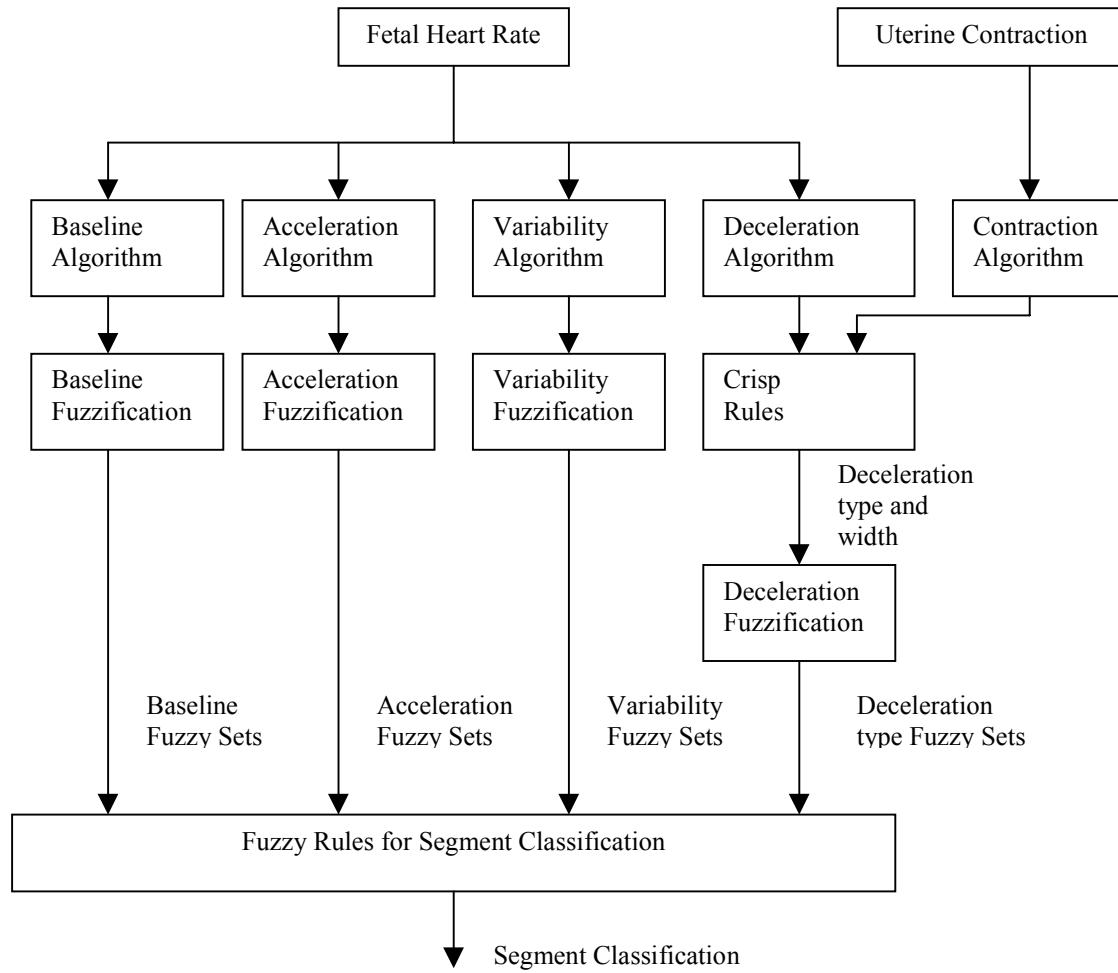 Fetal Heart Rate
Uterine Contraction
Baseline
Algorithm
Acceleration
Algorithm
Variability
Algorithm
Deceleration
Algorithm
Contraction
Algorithm
Baseline
Fuzzification
Acceleration
Fuzzification
Variability
Fuzzification
Crisp
Rules
Deceleration
type and
width
Deceleration
Fuzzification
Baseline
Fuzzy Sets
Acceleration
Fuzzy Sets
Variability
Fuzzy Sets
Deceleration
type Fuzzy Sets
Fuzzy Rules for Segment Classification
Segment Classification